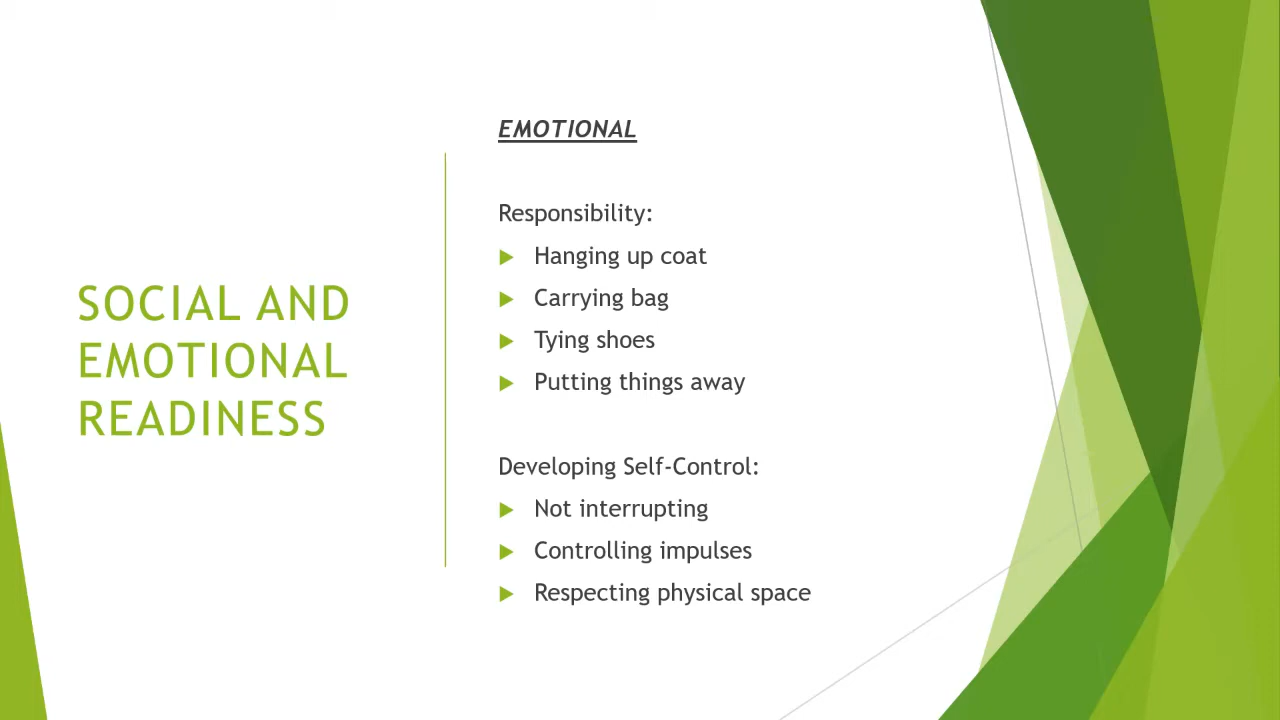 SOCIAL AND
EMOTIONAL
READINESS
EMOTIONAL
Responsibility:
Hanging up coat
Carrying bag
Tying shoes
Putting things away
Developing Self-Control:
Not interrupting
Controlling impulses
Respecting physical space